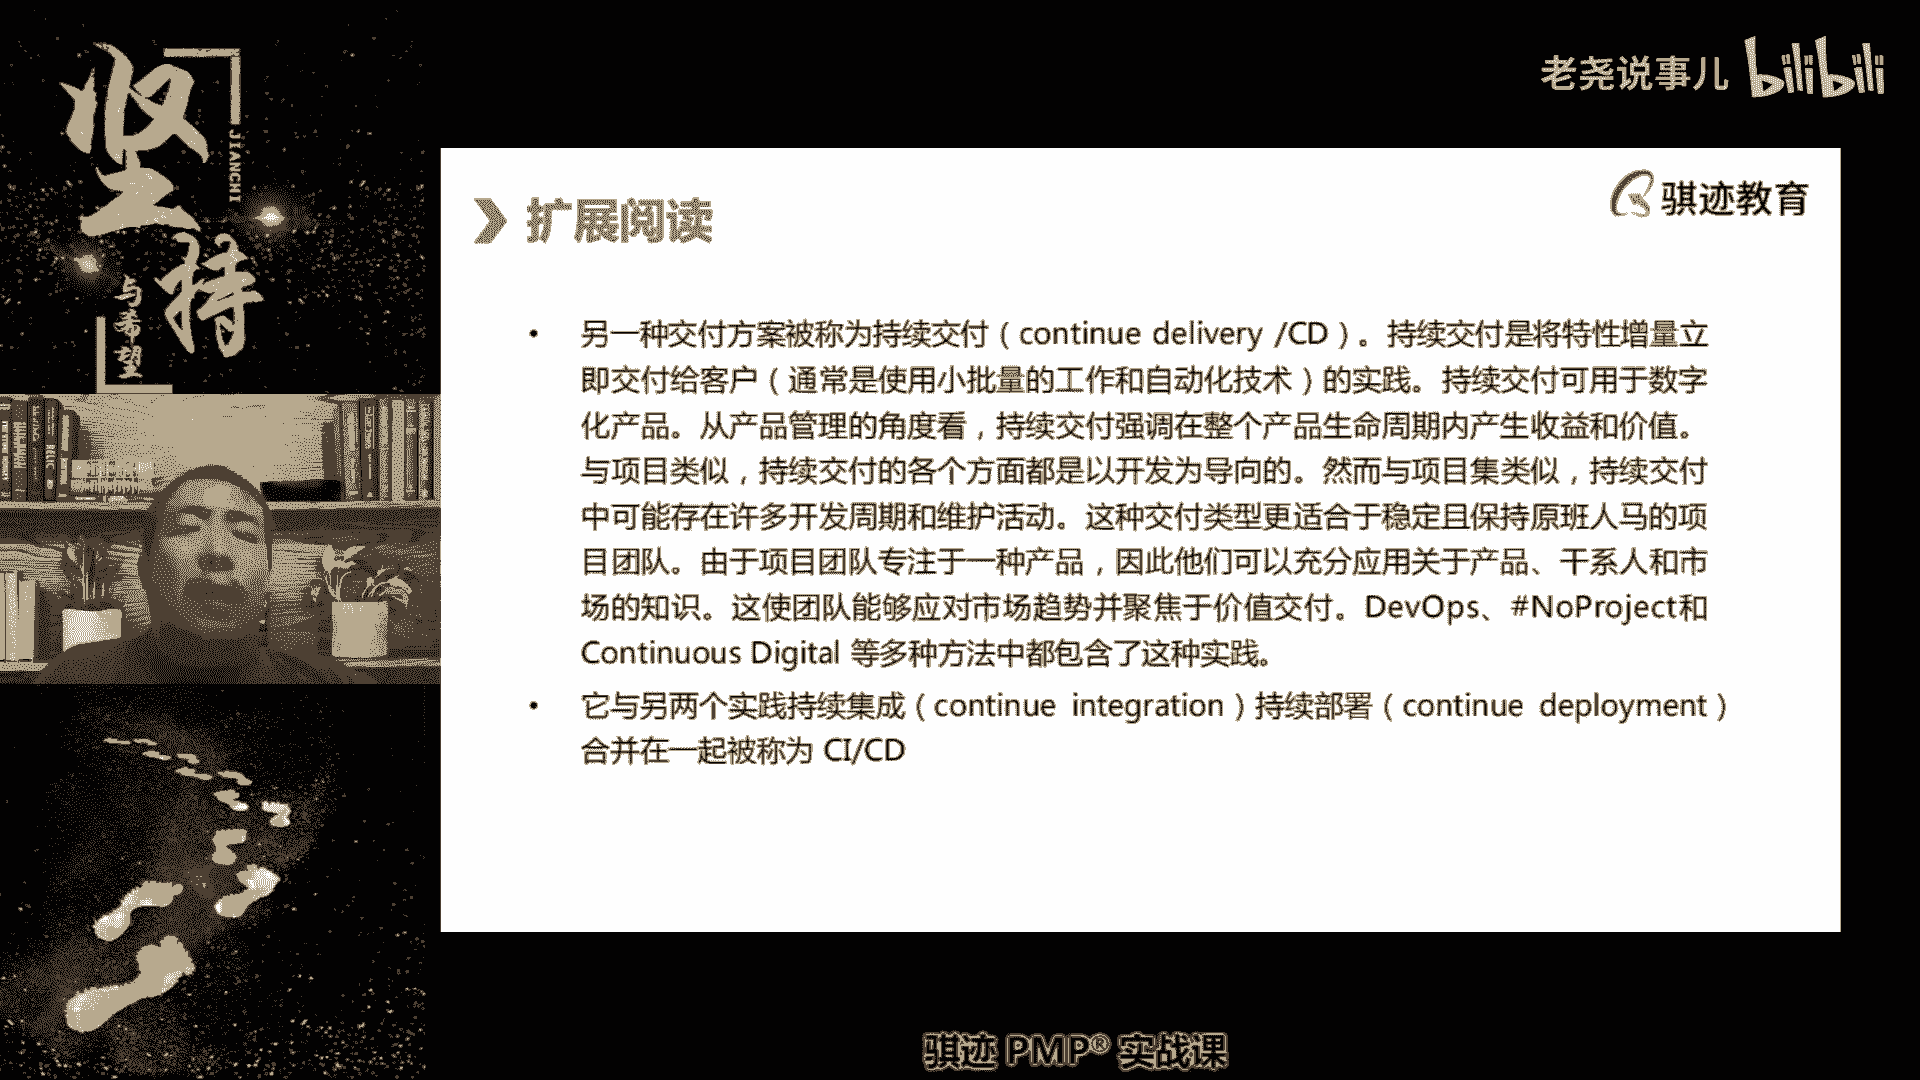 坚持
JIANCHI
与希望
老尧说事儿 bilibili
骐迹教育
扩展阅读
• 另一种交付方案被称为持续交付（continue delivery /CD）。持续交付是将特性增量立
即交付给客户（通常是使用小批量的工作和自动化技术）的实践。持续交付可用于数字
化产品。从产品管理的角度看，持续交付强调在整个产品生命周期内产生收益和价值。
与项目类似，持续交付的各个方面都是以开发为导向的。然而与项目集类似，持续交付
中可能存在许多开发周期和维护活动。这种交付类型更适合于稳定且保持原班人马的项
目团队。由于项目团队专注于一种产品，因此他们可以充分应用关于产品、干系人和市
场的知识。这使团队能够应对市场趋势并聚焦于价值交付。DevOps、#NoProject和
Continuous Digital 等多种方法中都包含了这种实践。
• 它与另两个实践持续集成（continue integration）持续部署（continue deployment）
合并在一起被称为 CI/CD
骐迹 PMP® 实战课